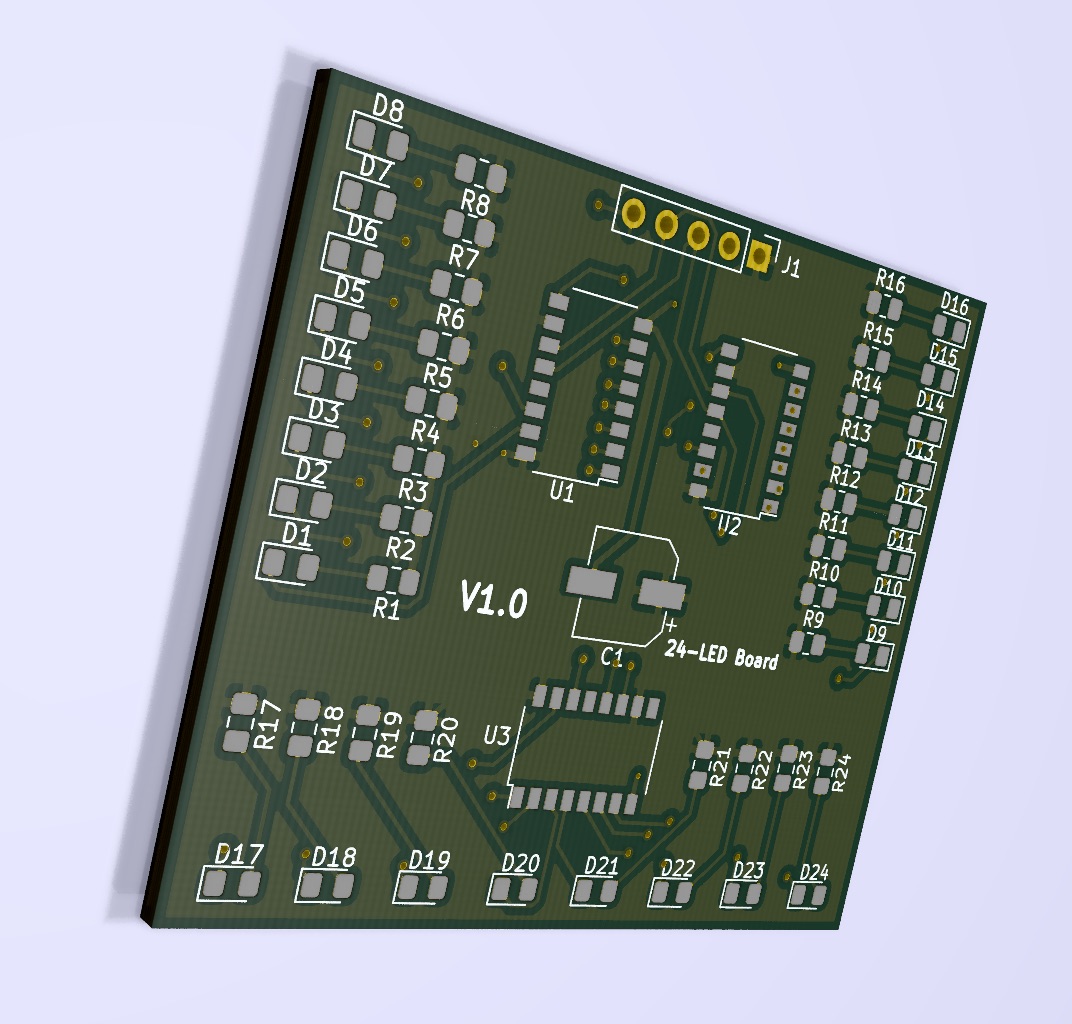 D8
D7
R8
D6
R7
J1
D5
R6
R16
D16
D4
R5
R15
D15
D3
R4
R14
D14
D2
R3
U1
R13
D13
D1
R2
U2
R12
D12
R1
R11
D11
V1.0
R10
D10
+
R9
D9
C1
24-LED Board
R17
R18
R19
R20
U3
R21
R22
R23
R24
D17
D18
D19
D20
D21
D22
D23
D24